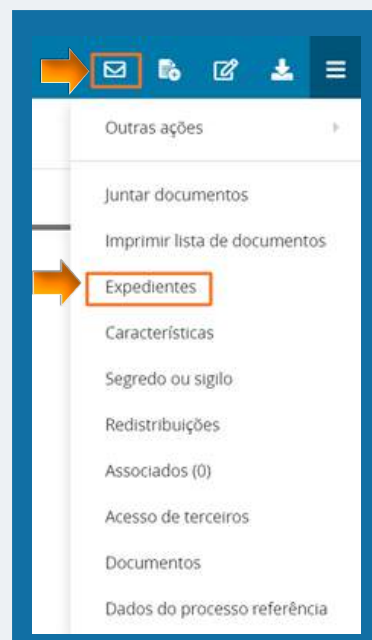 Outras ações
Juntar documentos
Imprimir lista de documentos
Expedientes
Características
Segredo ou sigilo
Redistribuições
Associados (0)
Acesso de terceiros
Documentos
Dados do processo referência